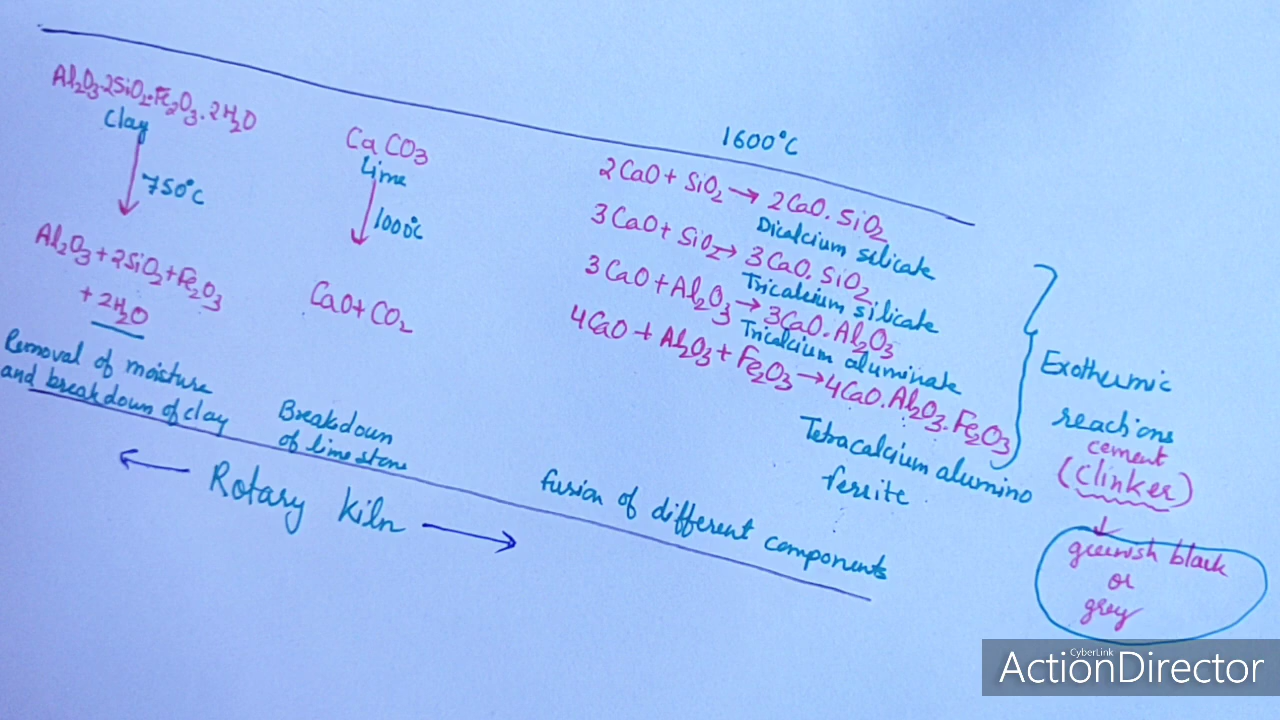 Al₂O₃.2SiO₂.Fe₂O₃.2H₂O
Clay
750°C
Al₂O₃+2SiO₂+Fe₂O₃
+ 2H₂O
Removal of moisture
and breakdown of clay
CaCO₃
Lime
1000°C
CaO+CO₂
Breakdown
of lime stone
1600°C
2CaO+SiO₂→2CaO.SiO₂
Dicalcium silicate
3CaO+SiO₂→3CaO.SiO₂
Tricalcium silicate
3CaO+Al₂O₃→3CaO.Al₂O₃
Tricalcium aluminate
4CaO+Al₂O₃+Fe₂O₃→4CaO.Al₂O₃.Fe₂O₃
Tetracalcium alumino
ferrite
fusion of different components
← Rotary kiln →
Exothermic
reactions
cement
(Clinker)
greenish black
or
grey
CyberLink
ActionDirector